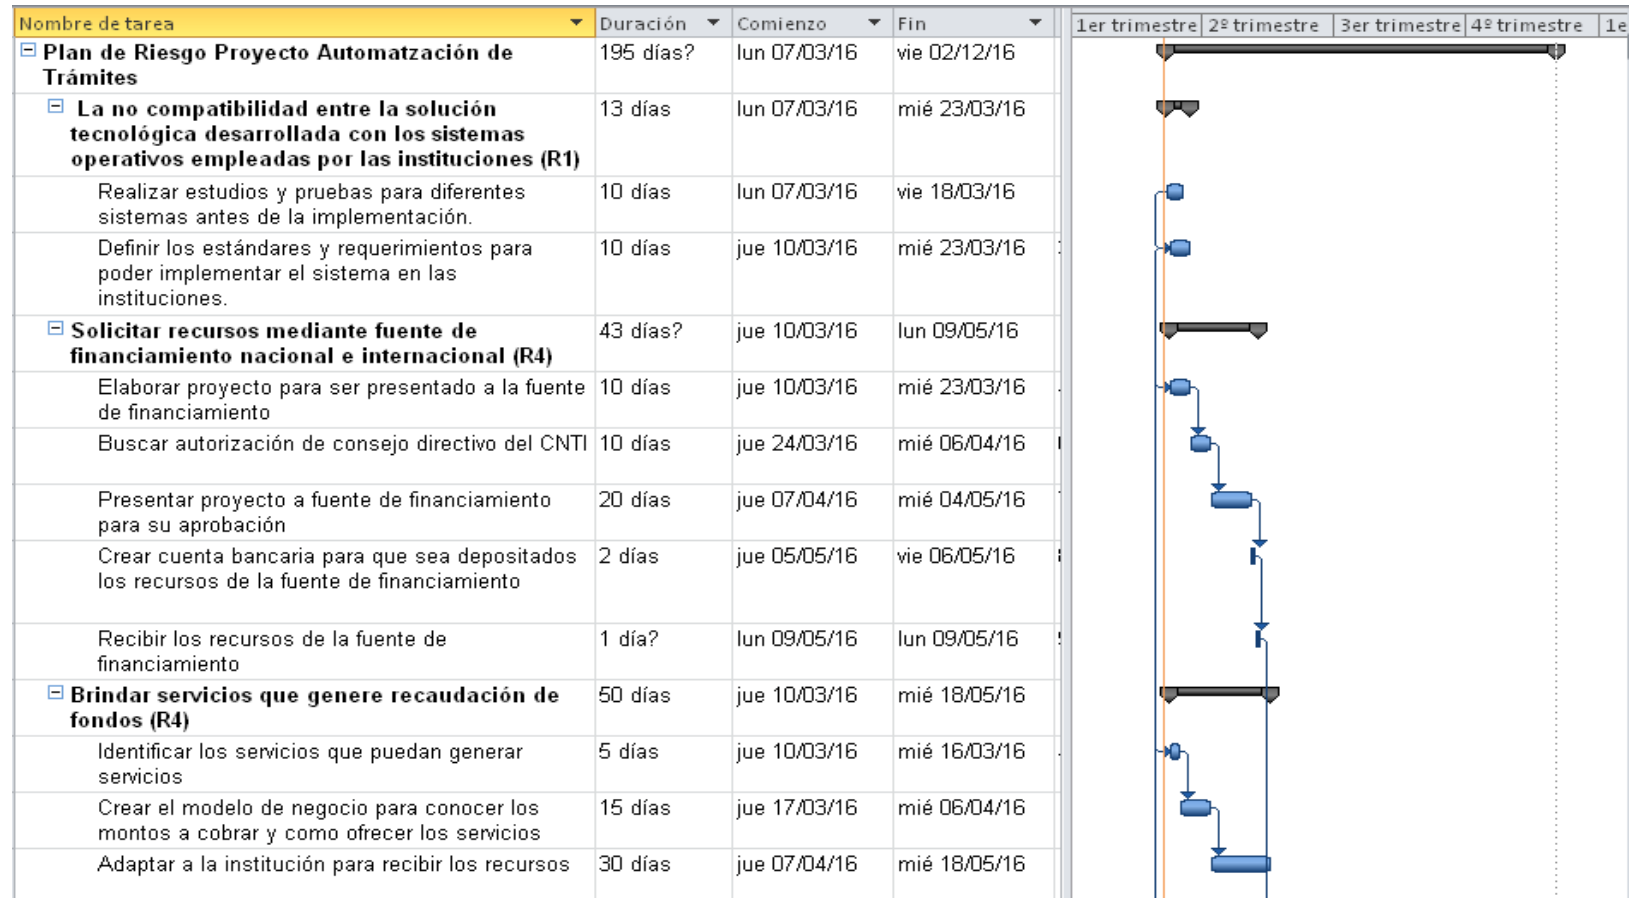 Nombre de tarea Duración Comienzo Fin 1er trimestre 2º trimestre 3er trimestre 4º trimestre 1e
Plan de Riesgo Proyecto Automatzación de 195 días? lun 07/03/16 vie 02/12/16
Trámites
La no compatibilidad entre la solución 13 días lun 07/03/16 mié 23/03/16
tecnológica desarrollada con los sistemas
operativos empleadas por las instituciones (R1)
Realizar estudios y pruebas para diferentes 10 días lun 07/03/16 vie 18/03/16
sistemas antes de la implementación.
Definir los estándares y requerimientos para 10 días jue 10/03/16 mié 23/03/16
poder implementar el sistema en las
instituciones.
Solicitar recursos mediante fuente de 43 días? jue 10/03/16 lun 09/05/16
financiamiento nacional e internacional (R4)
Elaborar proyecto para ser presentado a la fuente 10 días jue 10/03/16 mié 23/03/16
de financiamiento
Buscar autorización de consejo directivo del CNTI 10 días jue 24/03/16 mié 06/04/16
Presentar proyecto a fuente de financiamiento 20 días jue 07/04/16 mié 04/05/16
para su aprobación
Crear cuenta bancaria para que sea depositados 2 días jue 05/05/16 vie 06/05/16
los recursos de la fuente de financiamiento
Recibir los recursos de la fuente de 1 día? lun 09/05/16 lun 09/05/16
financiamiento
Brindar servicios que genere recaudación de 50 días jue 10/03/16 mié 18/05/16
fondos (R4)
Identificar los servicios que puedan generar 5 días jue 10/03/16 mié 16/03/16
servicios
Crear el modelo de negocio para conocer los 15 días jue 17/03/16 mié 06/04/16
montos a cobrar y como ofrecer los servicios
Adaptar a la institución para recibir los recursos 30 días jue 07/04/16 mié 18/05/16